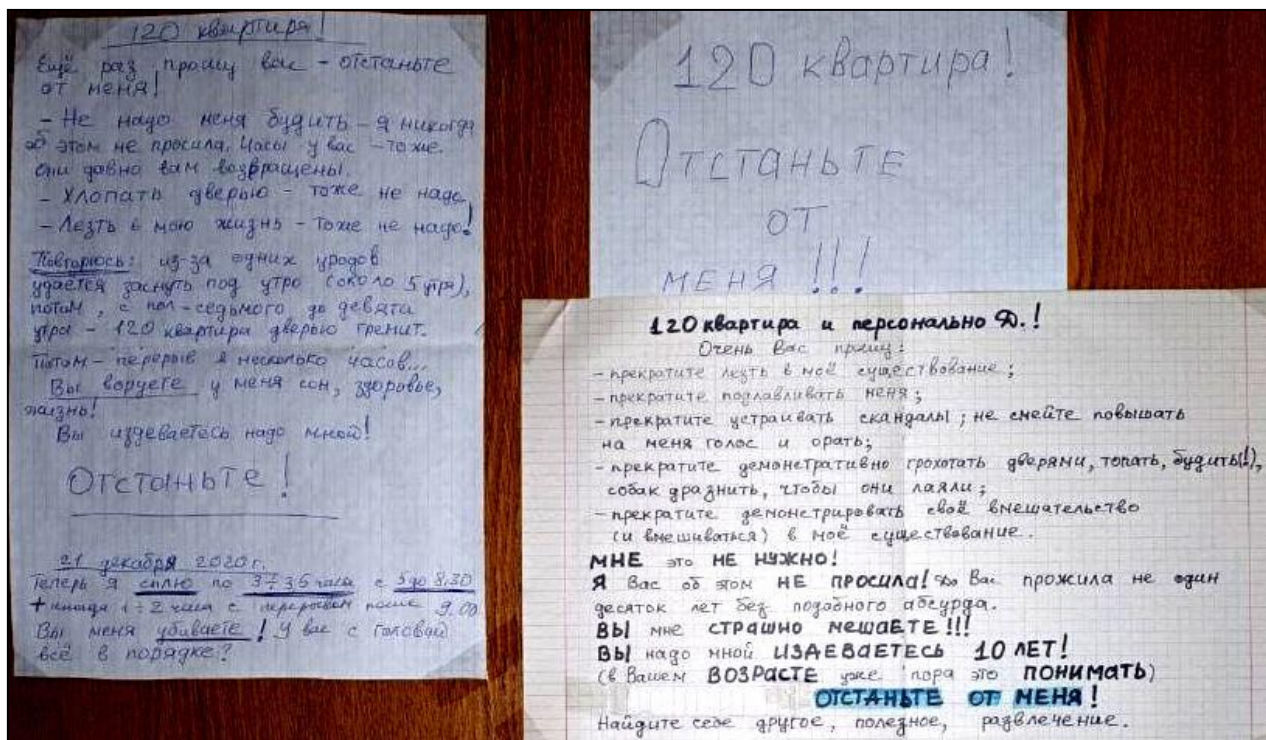 120 квартира!
Ещё раз прошу вас – отстаньте
от меня!
– Не надо меня будить – я никогда
об этом не просила. Часы у вас – тоже.
они давно вам возвращены.
– Хлопать дверью – тоже не надо
– Лезть в мою жизнь – тоже не надо!
Повторюсь: из-за одних уродов
удаётся заснуть под утро (около 5 утра),
потом, с пол-седьмого до девяти
утра – 120 квартира дверью гремит.
Потом – перерыв в несколько часов...
Вы воруете у меня сон, здоровье,
жизнь!
Вы издеваетесь надо мной!
Отстаньте!
21 декабря 2020 г.
Теперь я сплю по 3÷3,5 часа с 5 до 8.30
+ иногда 1÷2 часа с перерывом после 9.00
Вы меня убиваете! У вас с головой
всё в порядке?
120 квартира!
Отстаньте
от
меня!!!
120 квартира и персонально Д.!
Очень Вас прошу:
– прекратите лезть в моё существование;
– прекратите подлавливать меня;
– прекратите устраивать скандалы; не смейте повышать
на меня голос и орать;
– прекратите демонстративно грохотать дверями, топать, будить(!),
собак дразнить, чтобы они лаяли;
– прекратите демонстрировать своё вмешательство
(и вмешиваться) в моё существование.
МНЕ это НЕ НУЖНО!
Я Вас об этом НЕ ПРОСИЛА! До Вас прожила не один
десяток лет без подобного абсурда.
ВЫ мне СТРАШНО МЕШАЕТЕ!!!
ВЫ надо мной ИЗДЕВАЕТЕСЬ 10 ЛЕТ!
(в Вашем ВОЗРАСТЕ уже пора это ПОНИМАТЬ)
ОТСТАНЬТЕ ОТ МЕНЯ!
Найдите себе другое, полезное, развлечение.